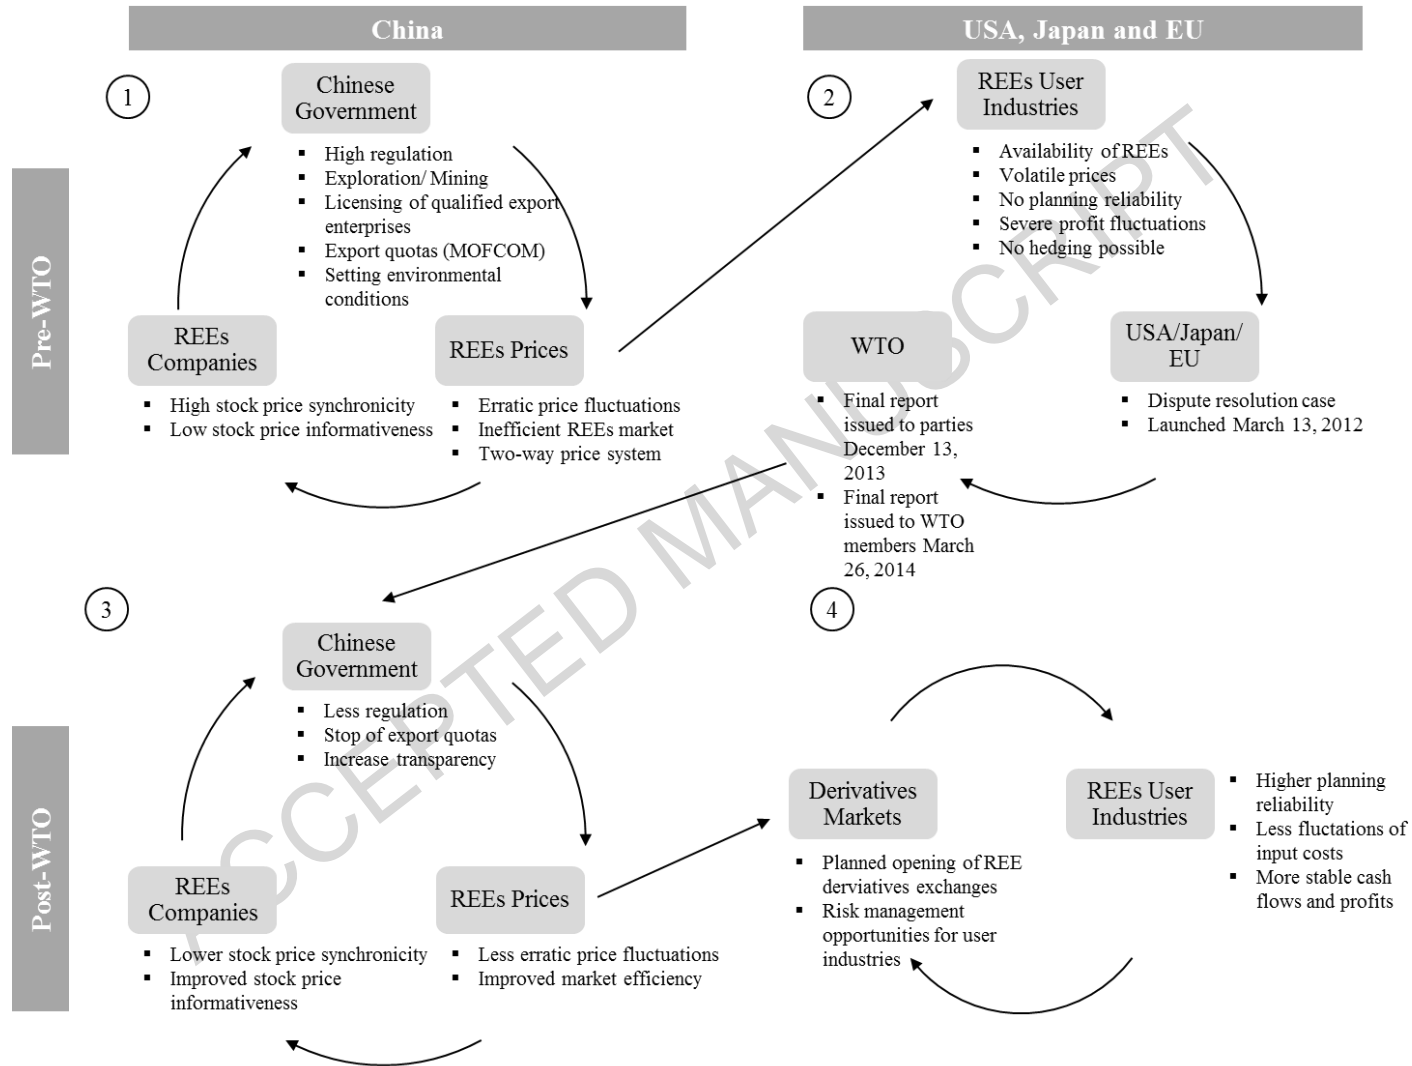 China
USA, Japan and EU
Pre-WTO
1
Chinese
Government
▪ High regulation
▪ Exploration/ Mining
▪ Licensing of qualified export
enterprises
▪ Export quotas (MOFCOM)
▪ Setting environmental
conditions
REEs
Companies
▪ High stock price synchronicity
▪ Low stock price informativeness
REEs Prices
▪ Erratic price fluctuations
▪ Inefficient REEs market
▪ Two-way price system
2
REEs User
Industries
▪ Availability of REEs
▪ Volatile prices
▪ No planning reliability
▪ Severe profit fluctuations
▪ No hedging possible
WTO
▪ Final report
issued to parties
December 13,
2013
▪ Final report
issued to WTO
members March
26, 2014
USA/Japan/
EU
▪ Dispute resolution case
▪ Launched March 13, 2012
Post-WTO
3
Chinese
Government
▪ Less regulation
▪ Stop of export quotas
▪ Increase transparency
REEs
Companies
▪ Lower stock price synchronicity
▪ Improved stock price
informativeness
REEs Prices
▪ Less erratic price fluctuations
▪ Improved market efficiency
4
Derivatives
Markets
▪ Planned opening of REE
derviatives exchanges
▪ Risk management
opportunities for user
industries
REEs User
Industries
▪ Higher planning
reliability
▪ Less fluctations of
input costs
▪ More stable cash
flows and profits
ACCEPTED MANUSCRIPT